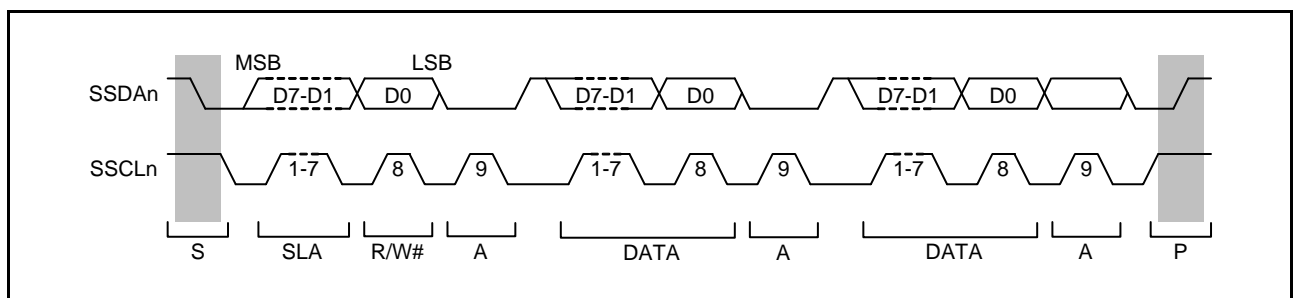 MSB LSB
SSDAn D7-D1 D0 D7-D1 D0 D7-D1 D0
SSCLn 1-7 8 9 1-7 8 9 1-7 8 9
S SLA R/W# A DATA A DATA A P